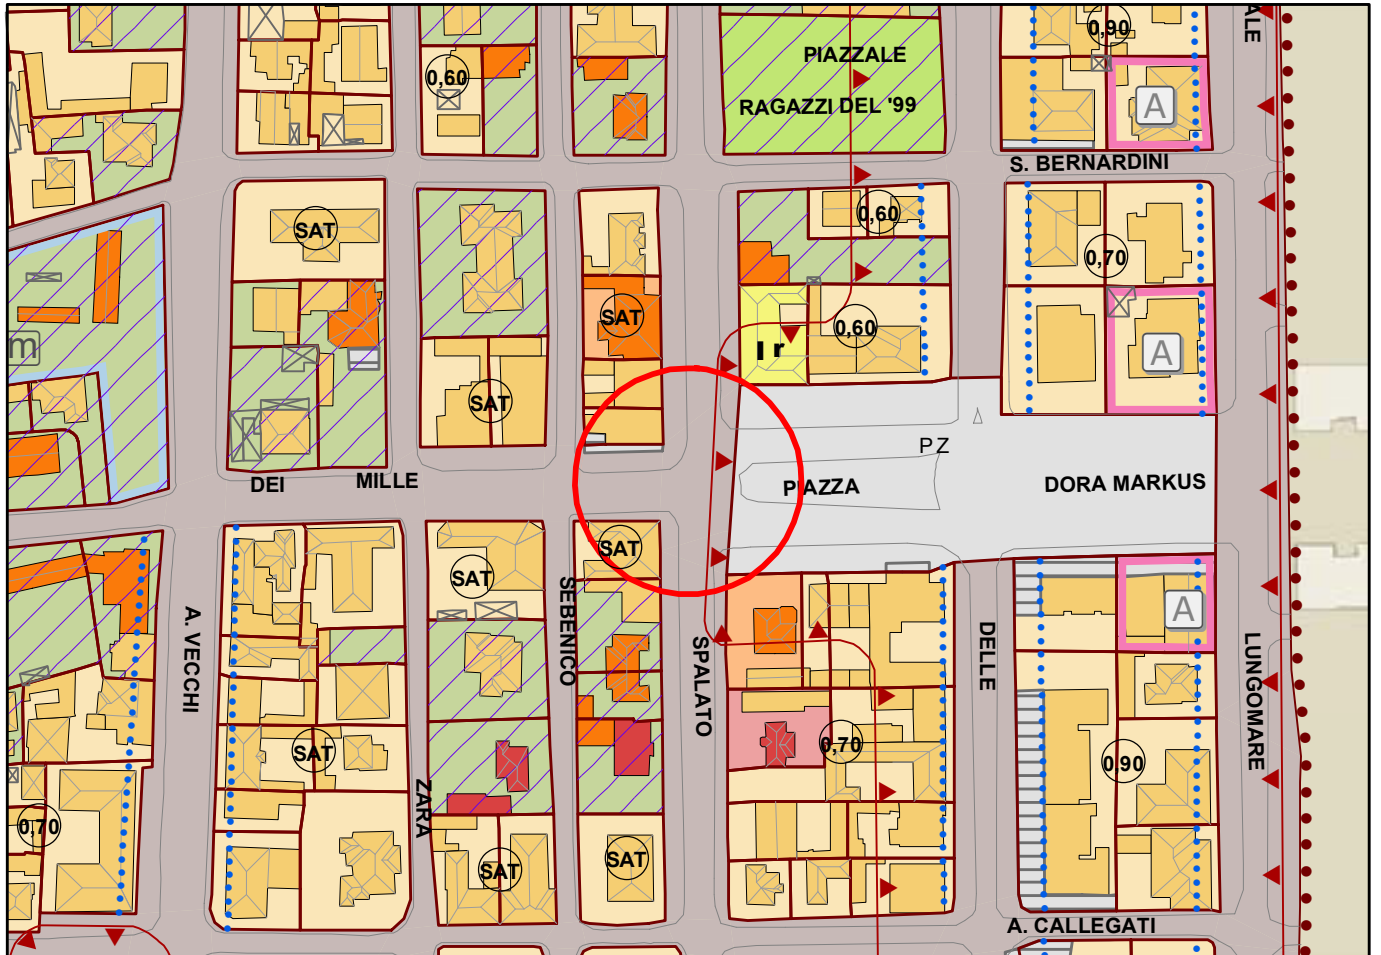 ALE
0,90
PIAZZALE
0,60
RAGAZZI DEL '99
A
S. BERNARDINI
SAT
0,60
0,70
SAT
0,60
m
I r
A
SAT
PZ
DEI MILLE
PIAZZA
DORA MARKUS
SAT
SAT
SEBENICO
A. VECCHI
SPALATO
DELLE
A
LUNGOMARE
SAT
0,70
0,90
ZARA
0,70
SAT
SAT
A. CALLEGATI